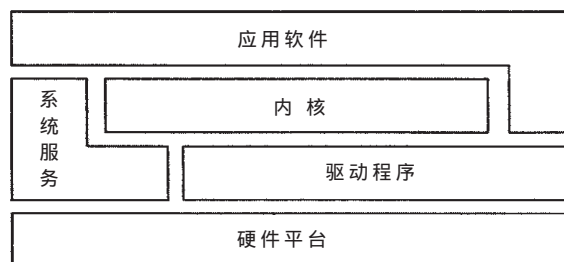 应用软件
系统服务
内核
驱动程序
硬件平台